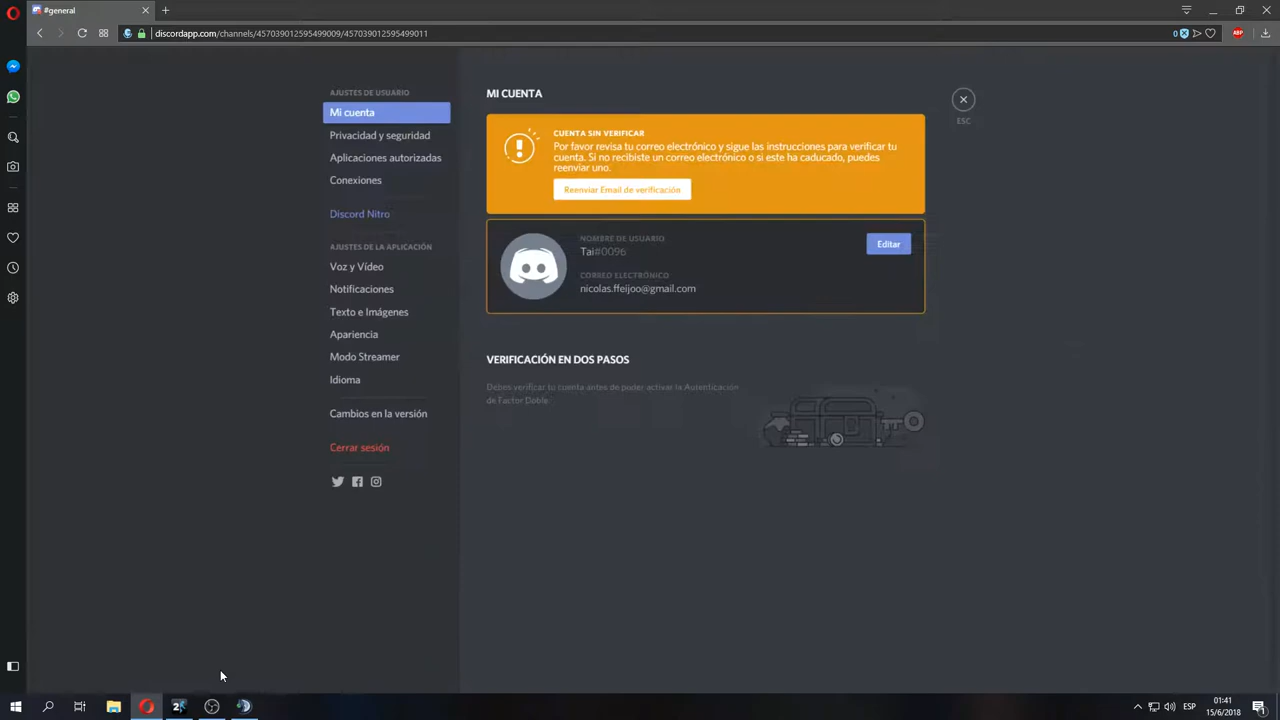 #general
discordapp.com/channels/457039012595499009/457039012595499011
0
ABP
AJUSTES DE USUARIO
Mi cuenta
Privacidad y seguridad
Aplicaciones autorizadas
Conexiones
Discord Nitro
AJUSTES DE LA APLICACIÓN
Voz y Vídeo
Notificaciones
Texto e Imágenes
Apariencia
Modo Streamer
Idioma
Cambios en la versión
Cerrar sesión
MI CUENTA
ESC
CUENTA SIN VERIFICAR
Por favor revisa tu correo electrónico y sigue las instrucciones para verificar tu
cuenta. Si no recibiste un correo electrónico o si este ha caducado, puedes
reenviar uno.
Reenviar Email de verificación
NOMBRE DE USUARIO
Tai#0096
Editar
CORREO ELECTRÓNICO
nicolas.ffeijoo@gmail.com
VERIFICACIÓN EN DOS PASOS
Debes verificar tu cuenta antes de poder activar la Autenticación
de Factor Doble.
ESP
01:41
15/6/2018